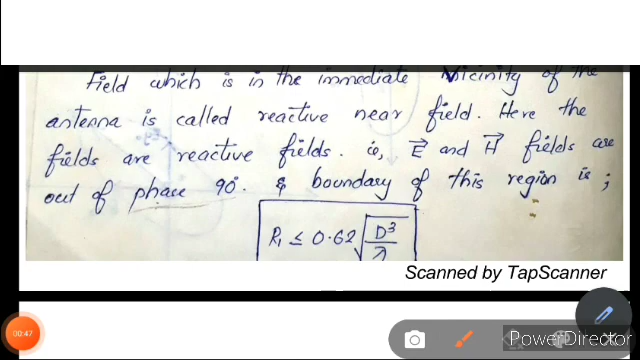 Field which is in the immediate Vicinity of the
antenna is called reactive near field. Here the
fields are reactive fields. ie, E⃗ and H⃗ fields are
out of phase 90°. & boundary of this region is;
R₁ ≤ 0.62 √(D³/λ)
Scanned by TapScanner
00:47
PowerDirector